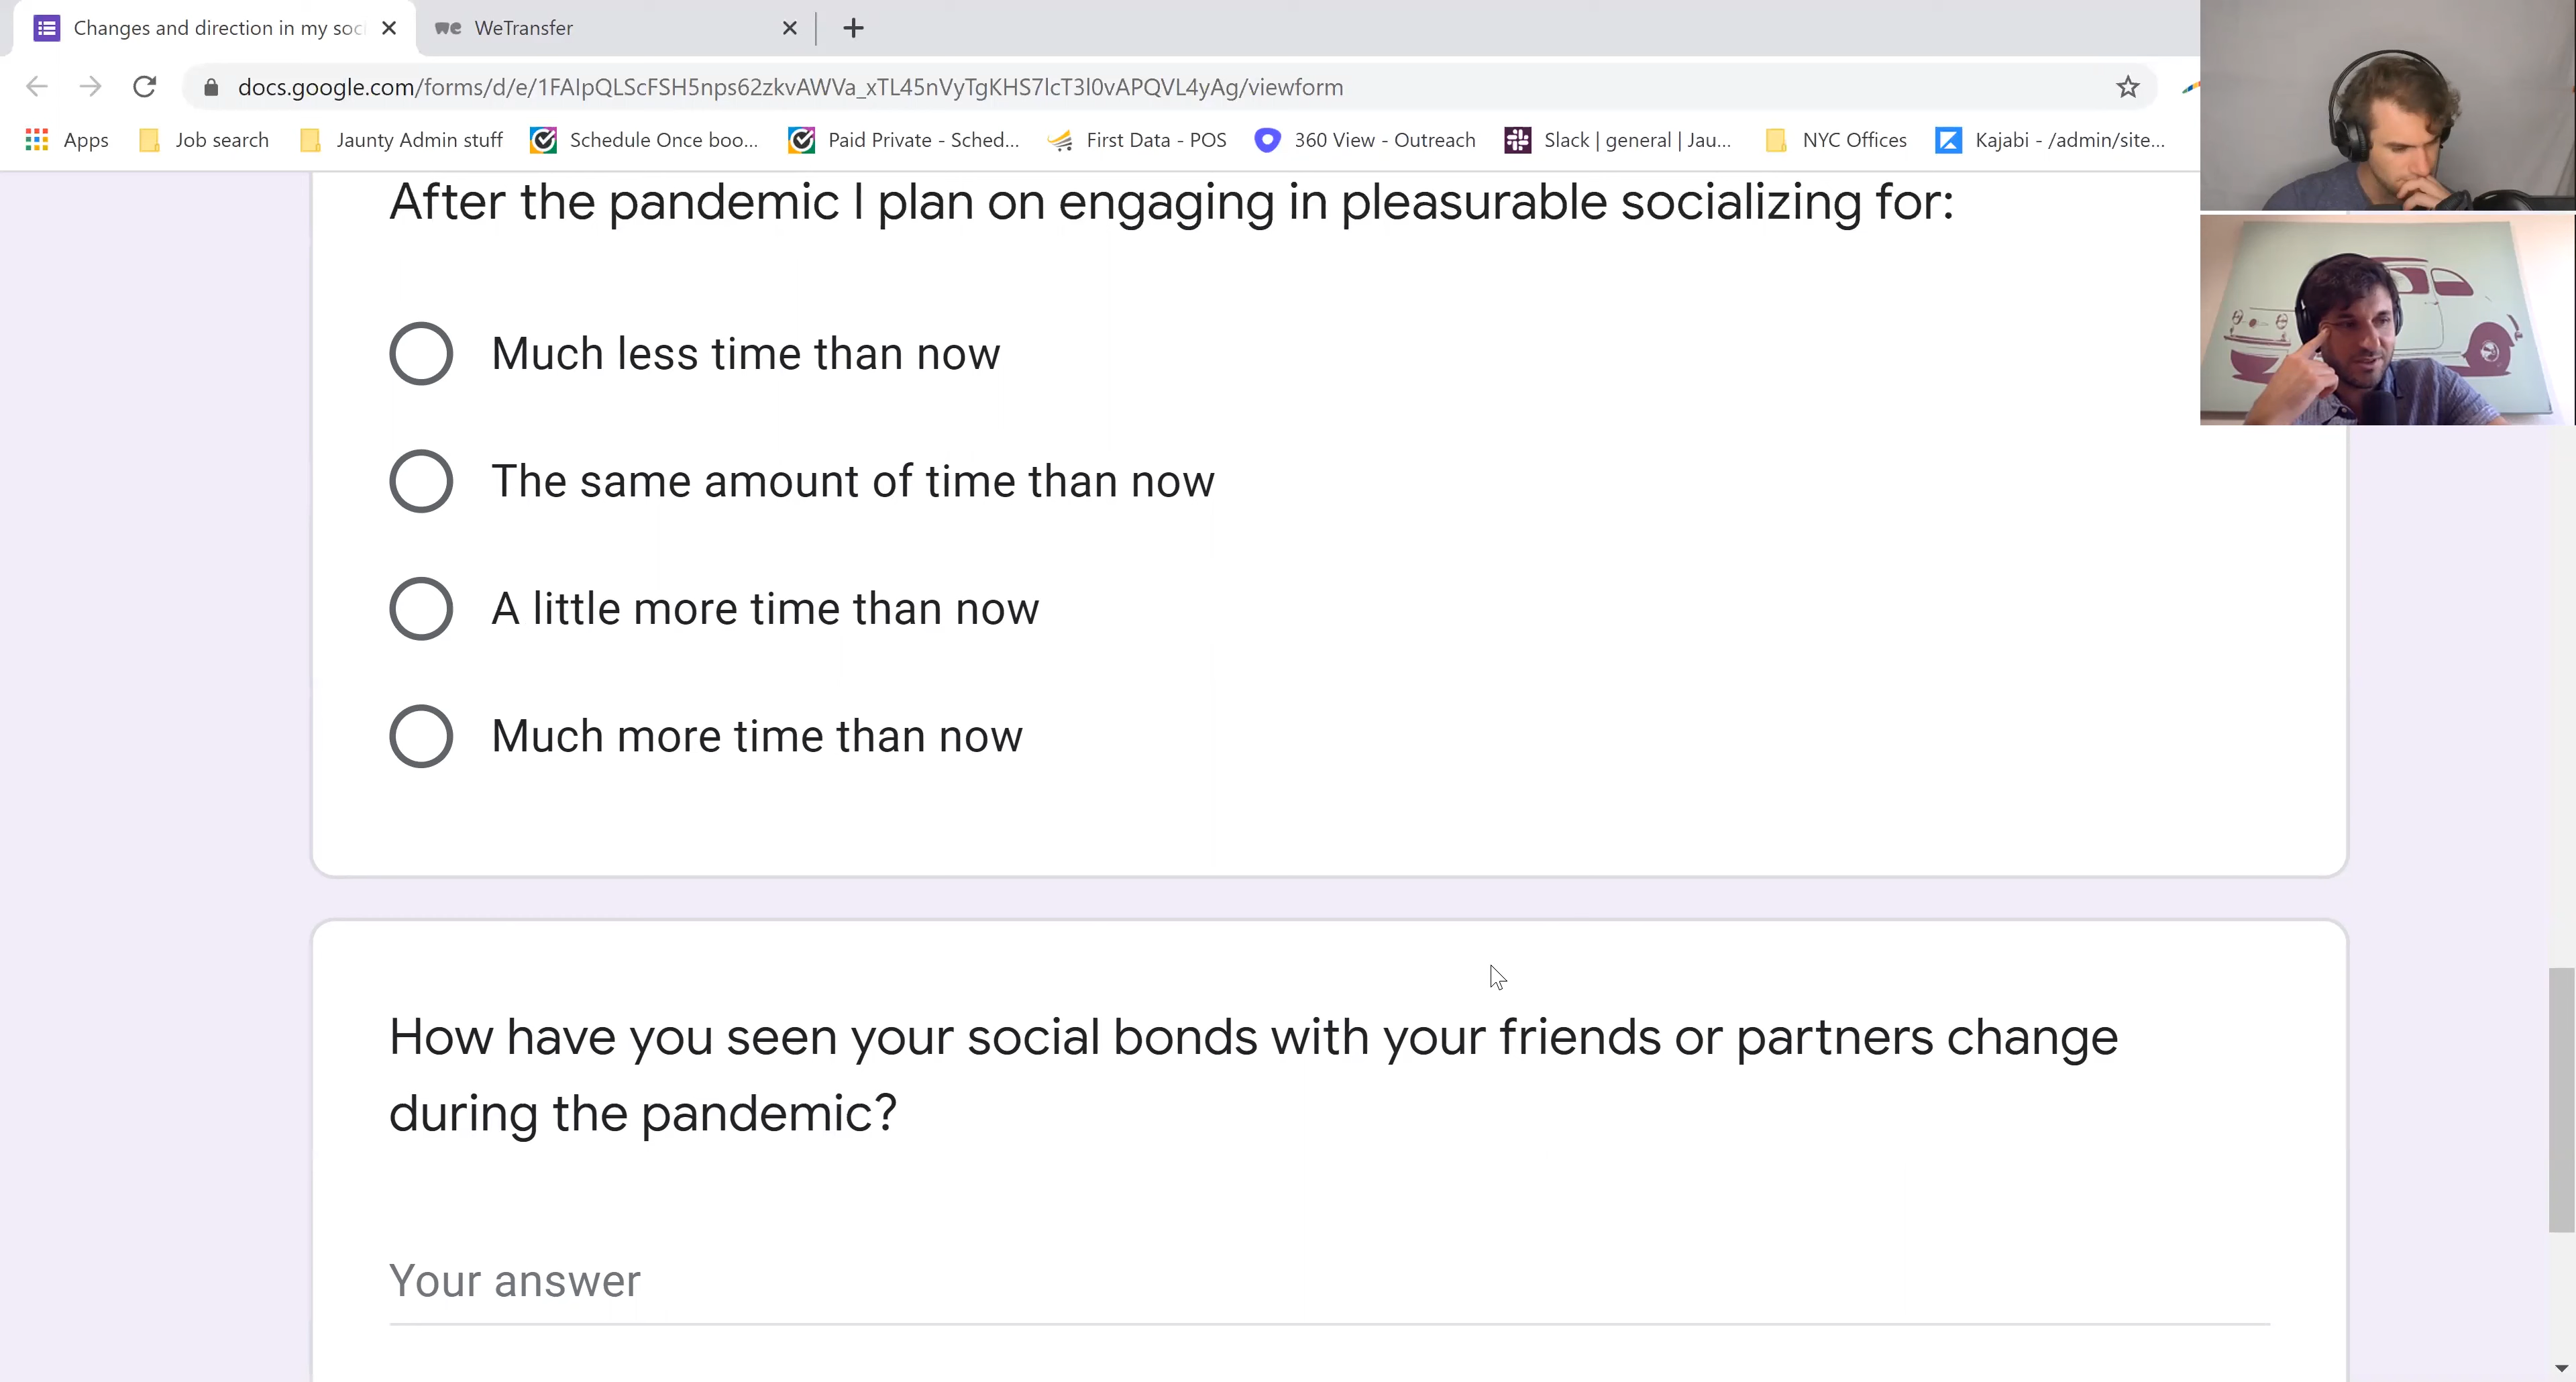 Changes and direction in my soc
WeTransfer
docs.google.com/forms/d/e/1FAIpQLScFSH5nps62zkvAWVa_xTL45nVyTgKHS7lcT3l0vAPQVL4yAg/viewform
Apps Job search Jaunty Admin stuff Schedule Once boo... Paid Private - Sched... First Data - POS 360 View - Outreach Slack | general | Jau... NYC Offices Kajabi - /admin/site...
After the pandemic I plan on engaging in pleasurable socializing for:
Much less time than now
The same amount of time than now
A little more time than now
Much more time than now
How have you seen your social bonds with your friends or partners change
during the pandemic?
Your answer